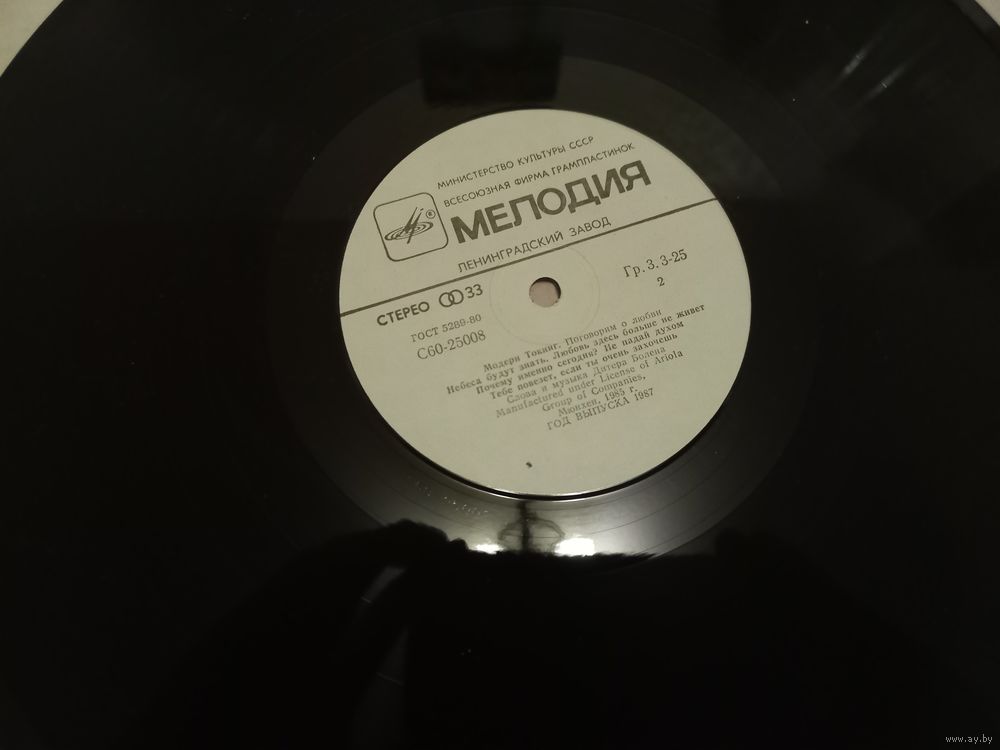 МИНИСТЕРСТВО КУЛЬТУРЫ СССР
ВСЕСОЮЗНАЯ ФИРМА ГРАМПЛАСТИНОК
® МЕЛОДИЯ
ЛЕНИНГРАДСКИЙ ЗАВОД
СТЕРЕО 33
Гр. 3. 3-25
ГОСТ 5289-80
2
С60-25008
Модерн Токинг. Поговорим о любви
Небеса будут знать. Любовь здесь больше не живет
Почему именно сегодня? Не падай духом
Тебе повезет, если ты очень захочешь
Слова и музыка Дитера Болена
Manufactured under License of Ariola
Group of Companies,
Мюнхен, 1985 г.
ГОД ВЫПУСКА 1987
www.ay.by